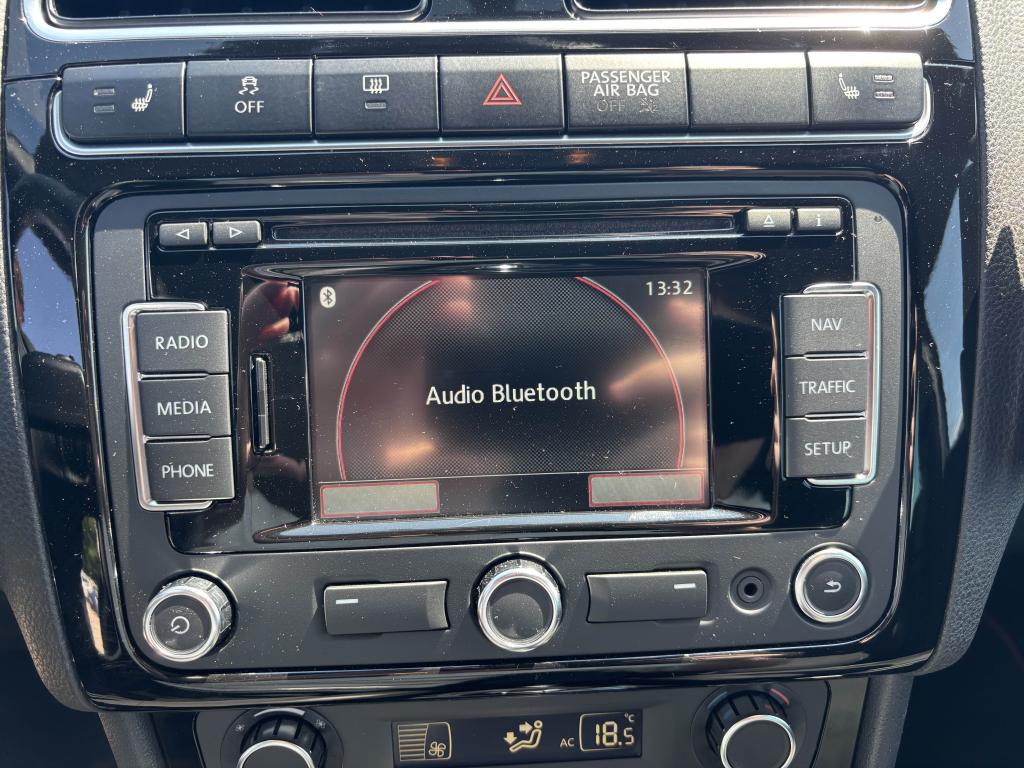 OFF
PASSENGER
AIR BAG
OFF
i
13:32
RADIO
NAV
Audio Bluetooth
MEDIA
TRAFFIC
PHONE
SETUP
AC 18.5 °C